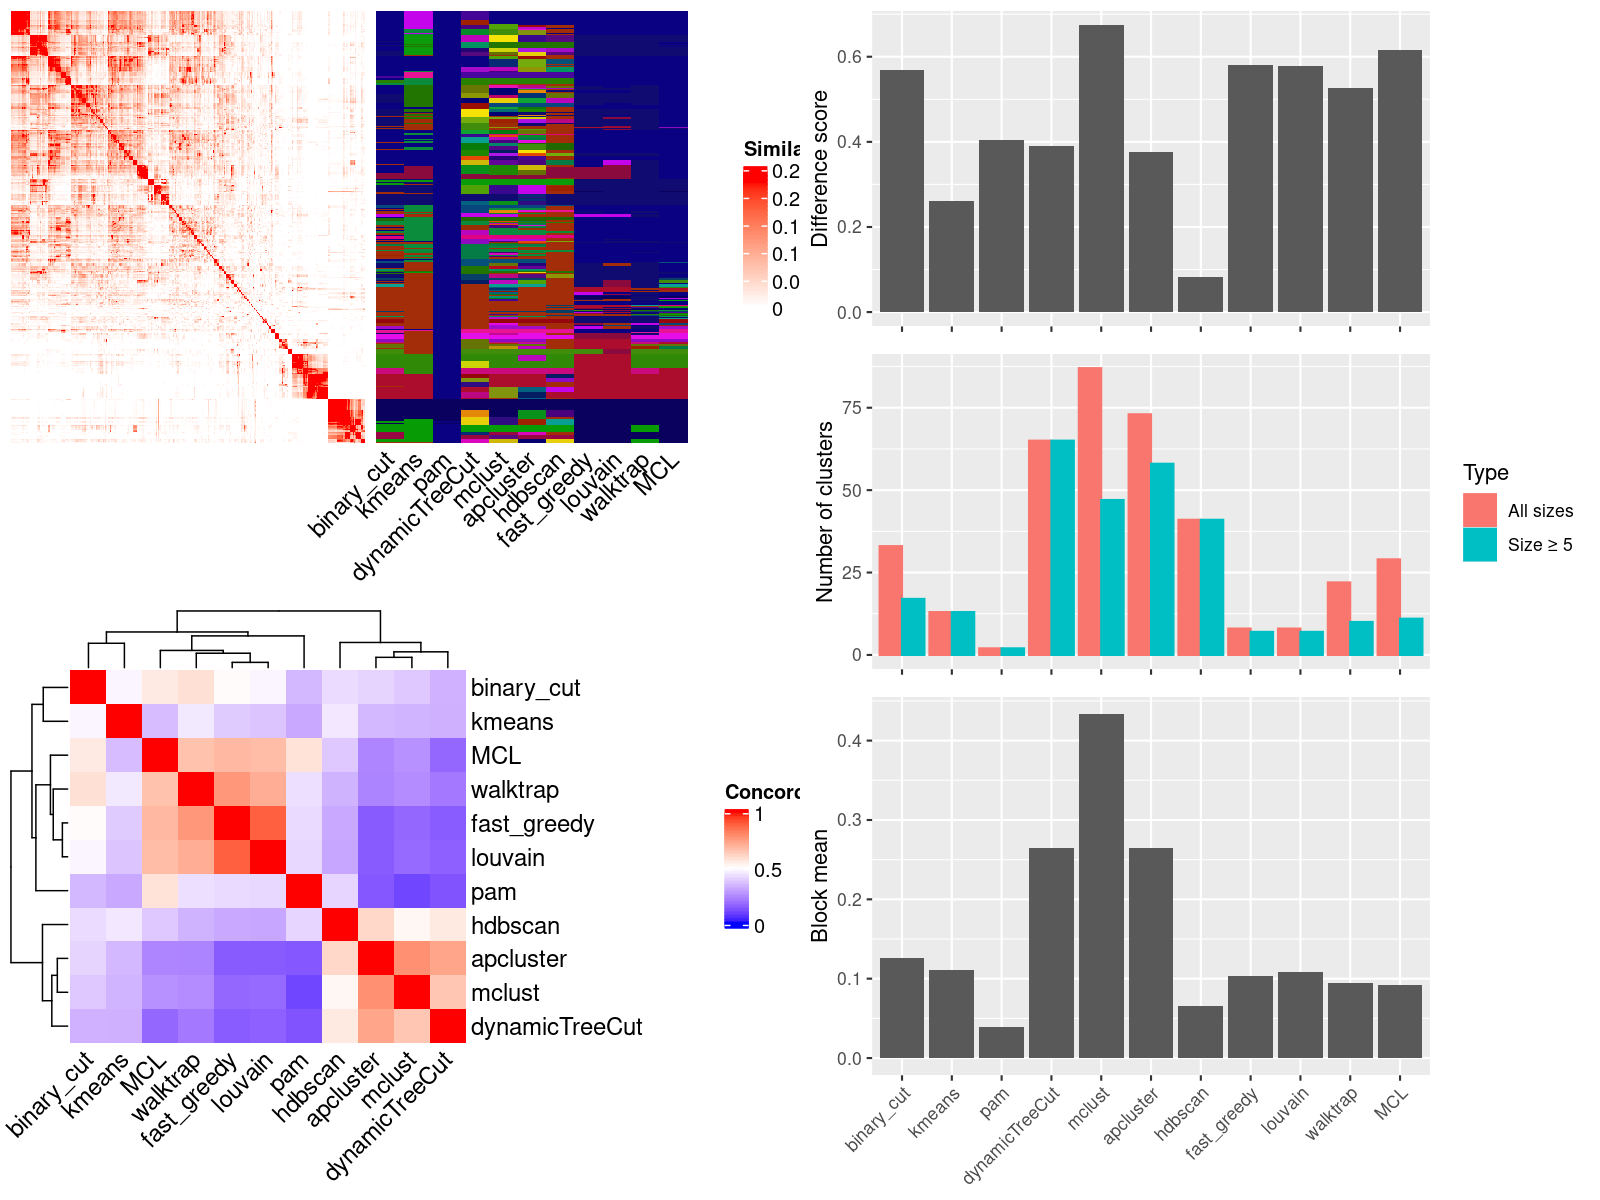 binary_cut
kmeans
pam
dynamicTreeCut
mclust
apcluster
hdbscan
fast_greedy
louvain
walktrap
MCL
Simila
0.2
0.2
0.1
0.1
0.0
0
binary_cut
kmeans
MCL
walktrap
fast_greedy
louvain
pam
hdbscan
apcluster
mclust
dynamicTreeCut
binary_cut
kmeans
MCL
walktrap
fast_greedy
louvain
pam
hdbscan
apcluster
mclust
dynamicTreeCut
Concord
1
0.5
0
Difference score
0.6
0.4
0.2
0.0
Number of clusters
75
50
25
0
Type
All sizes
Size ≥ 5
Block mean
0.4
0.3
0.2
0.1
0.0
binary_cut
kmeans
pam
dynamicTreeCut
mclust
apcluster
hdbscan
fast_greedy
louvain
walktrap
MCL